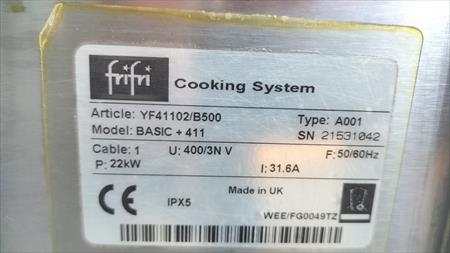 frifri
Cooking System
Article: YF41102/B500 Type: A001
Model: BASIC + 411 SN 21531042
Cable: 1 U: 400/3N V F: 50/60Hz
P: 22kW I: 31.6A
CE IPX5 Made in UK
WEE/FG0049TZ